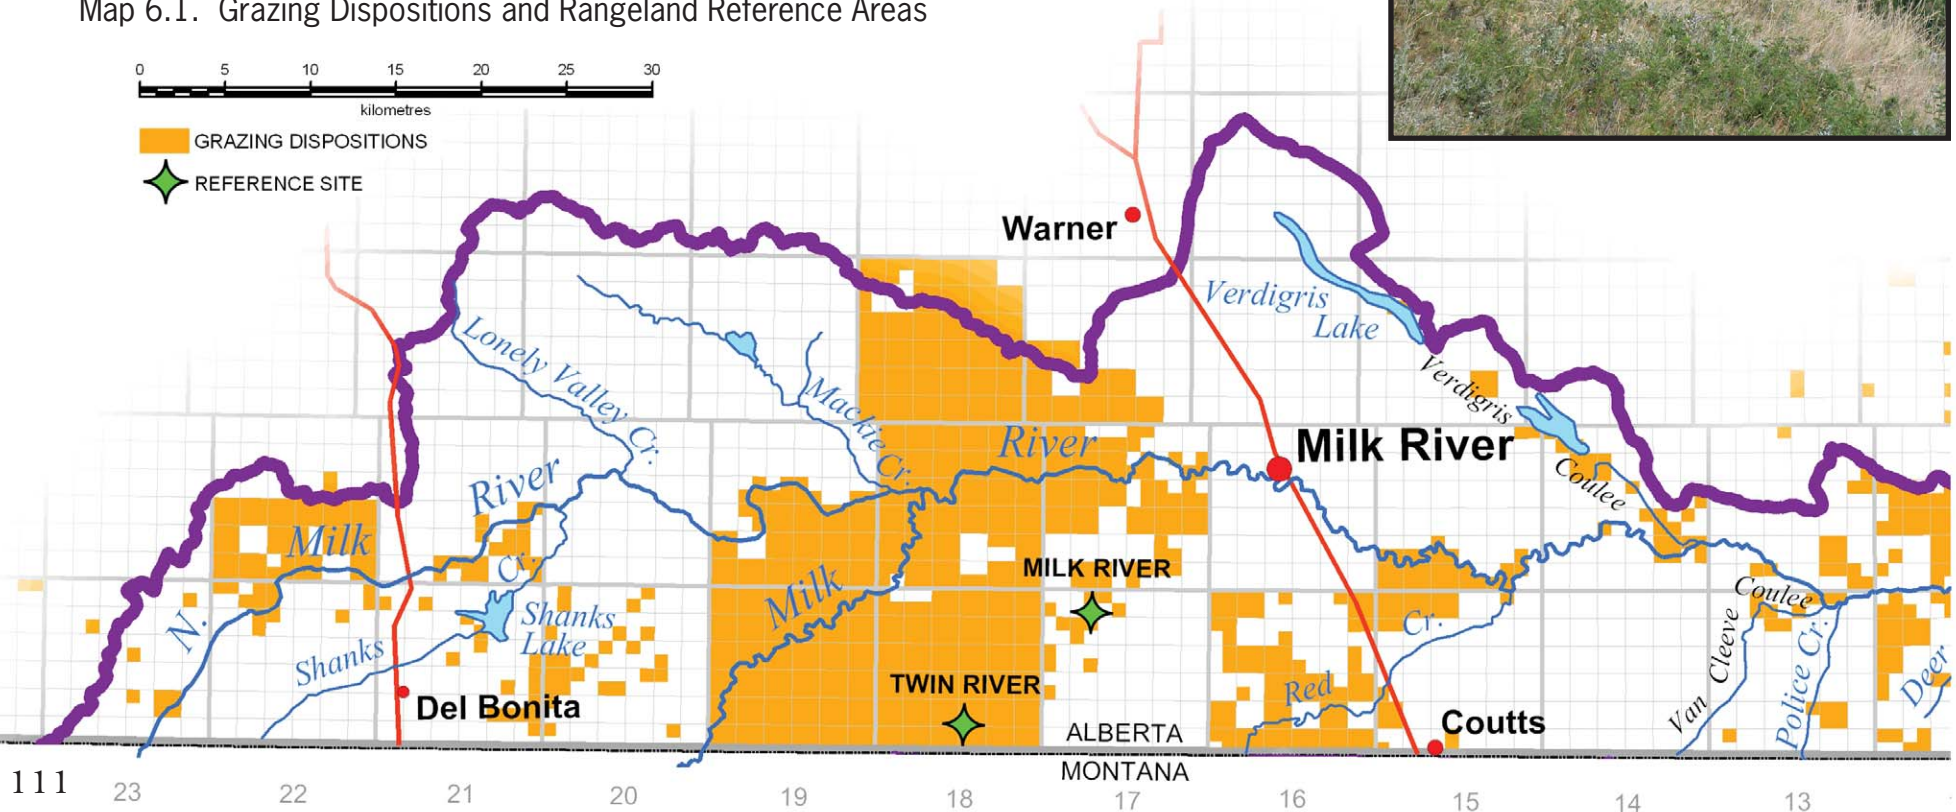 Map 6.1. Grazing Dispositions and Rangeland Reference Areas
0 5 10 15 20 25 30
kilometres
GRAZING DISPOSITIONS
REFERENCE SITE
Warner
Verdigris
Lake
Lonely Valley Cr.
Mackie Cr.
Verdigris
Coulee
River
Milk River
River
Milk
N.
Cr.
Shanks
Lake
Shanks
Milk
MILK RIVER
TWIN RIVER
Del Bonita
Cr.
Red
Coulee
Van Cleeve
Police Cr.
Deer
Coutts
ALBERTA
MONTANA
111
23 22 21 20 19 18 17 16 15 14 13